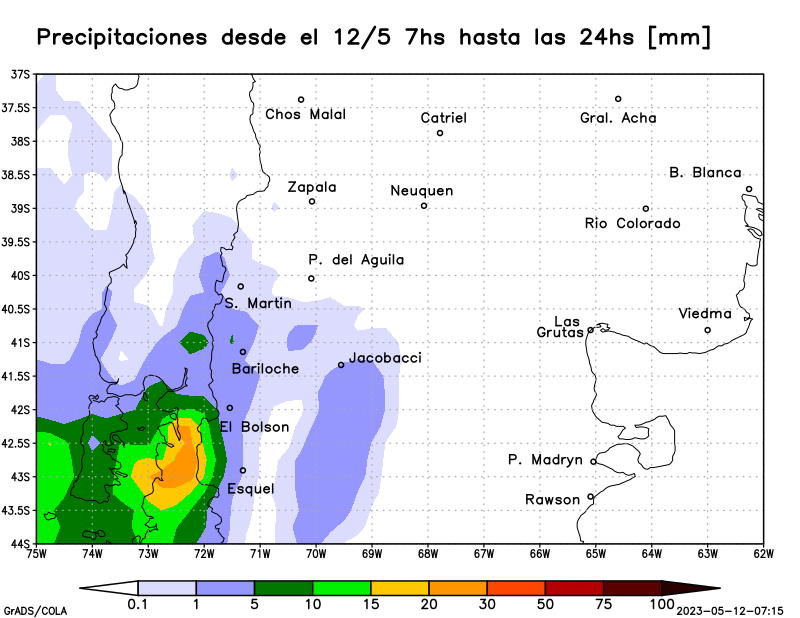 Precipitaciones desde el 12/5 7hs hasta las 24hs [mm]
37S
37.5S
Chos Malal
Catriel
Gral. Acha
38S
38.5S
B. Blanca
Zapala
Neuquen
39S
Rio Colorado
39.5S
P. del Aguila
40S
S. Martin
40.5S
Las
Grutas
Viedma
41S
Jacobacci
Bariloche
41.5S
42S
El Bolson
42.5S
P. Madryn
43S
Esquel
Rawson
43.5S
44S
75W 74W 73W 72W 71W 70W 69W 68W 67W 66W 65W 64W 63W 62W
0.1 1 5 10 15 20 30 50 75 100
GrADS/COLA
2023-05-12-07:15